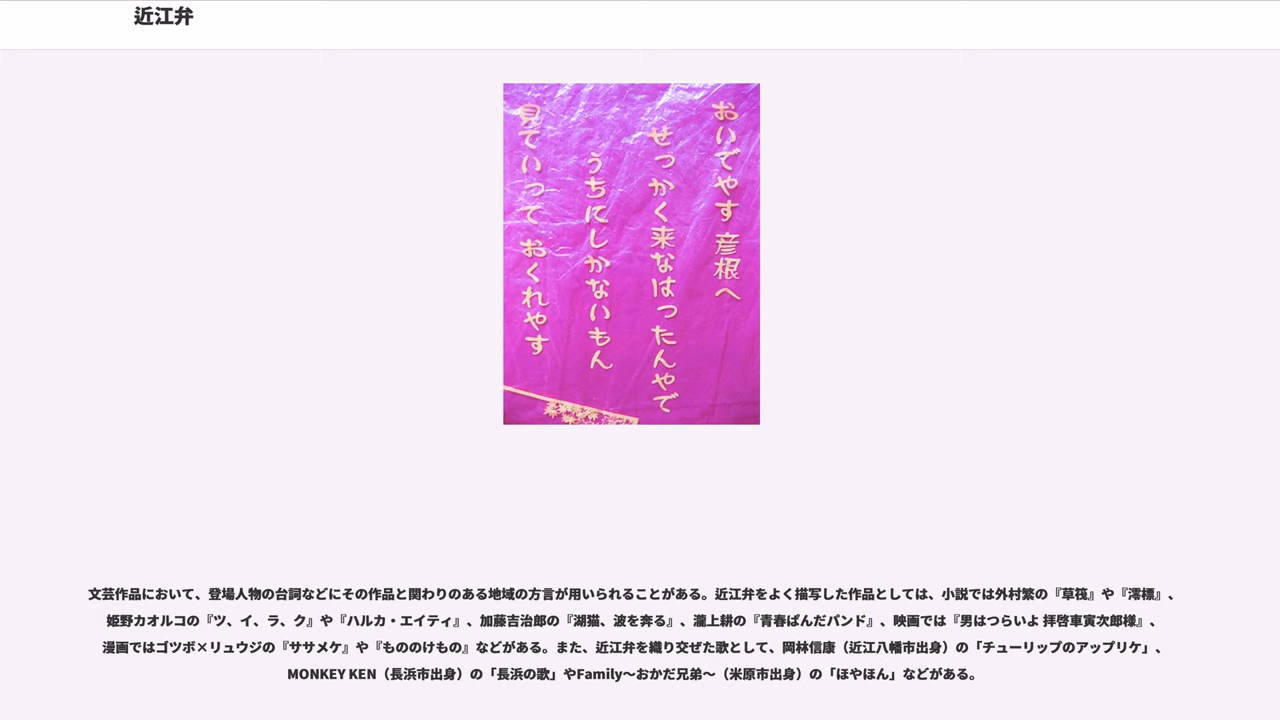 近江弁
おいでやす 彦根へ
せっかく来なはったんやで
うちにしかないもん
見ていって おくれやす
文芸作品において、登場人物の台詞などにその作品と関わりのある地域の方言が用いられることがある。近江弁をよく描写した作品としては、小説では外村繁の『草筏』や『澪標』、
姫野カオルコの『ツ、イ、ラ、ク』や『ハルカ・エイティ』、加藤吉治郎の『湖猫、波を奔る』、瀧上耕の『青春ぱんだパンド』、映画では『男はつらいよ 拝啓車寅次郎様』、
漫画ではゴツボ×リュウジの『ササメケ』や『もののけもの』などがある。また、近江弁を織り交ぜた歌として、岡林信康（近江八幡市出身）の「チューリップのアップリケ」、
MONKEY KEN（長浜市出身）の「長浜の歌」やFamily〜おかだ兄弟〜（米原市出身）の「ほやほん」などがある。